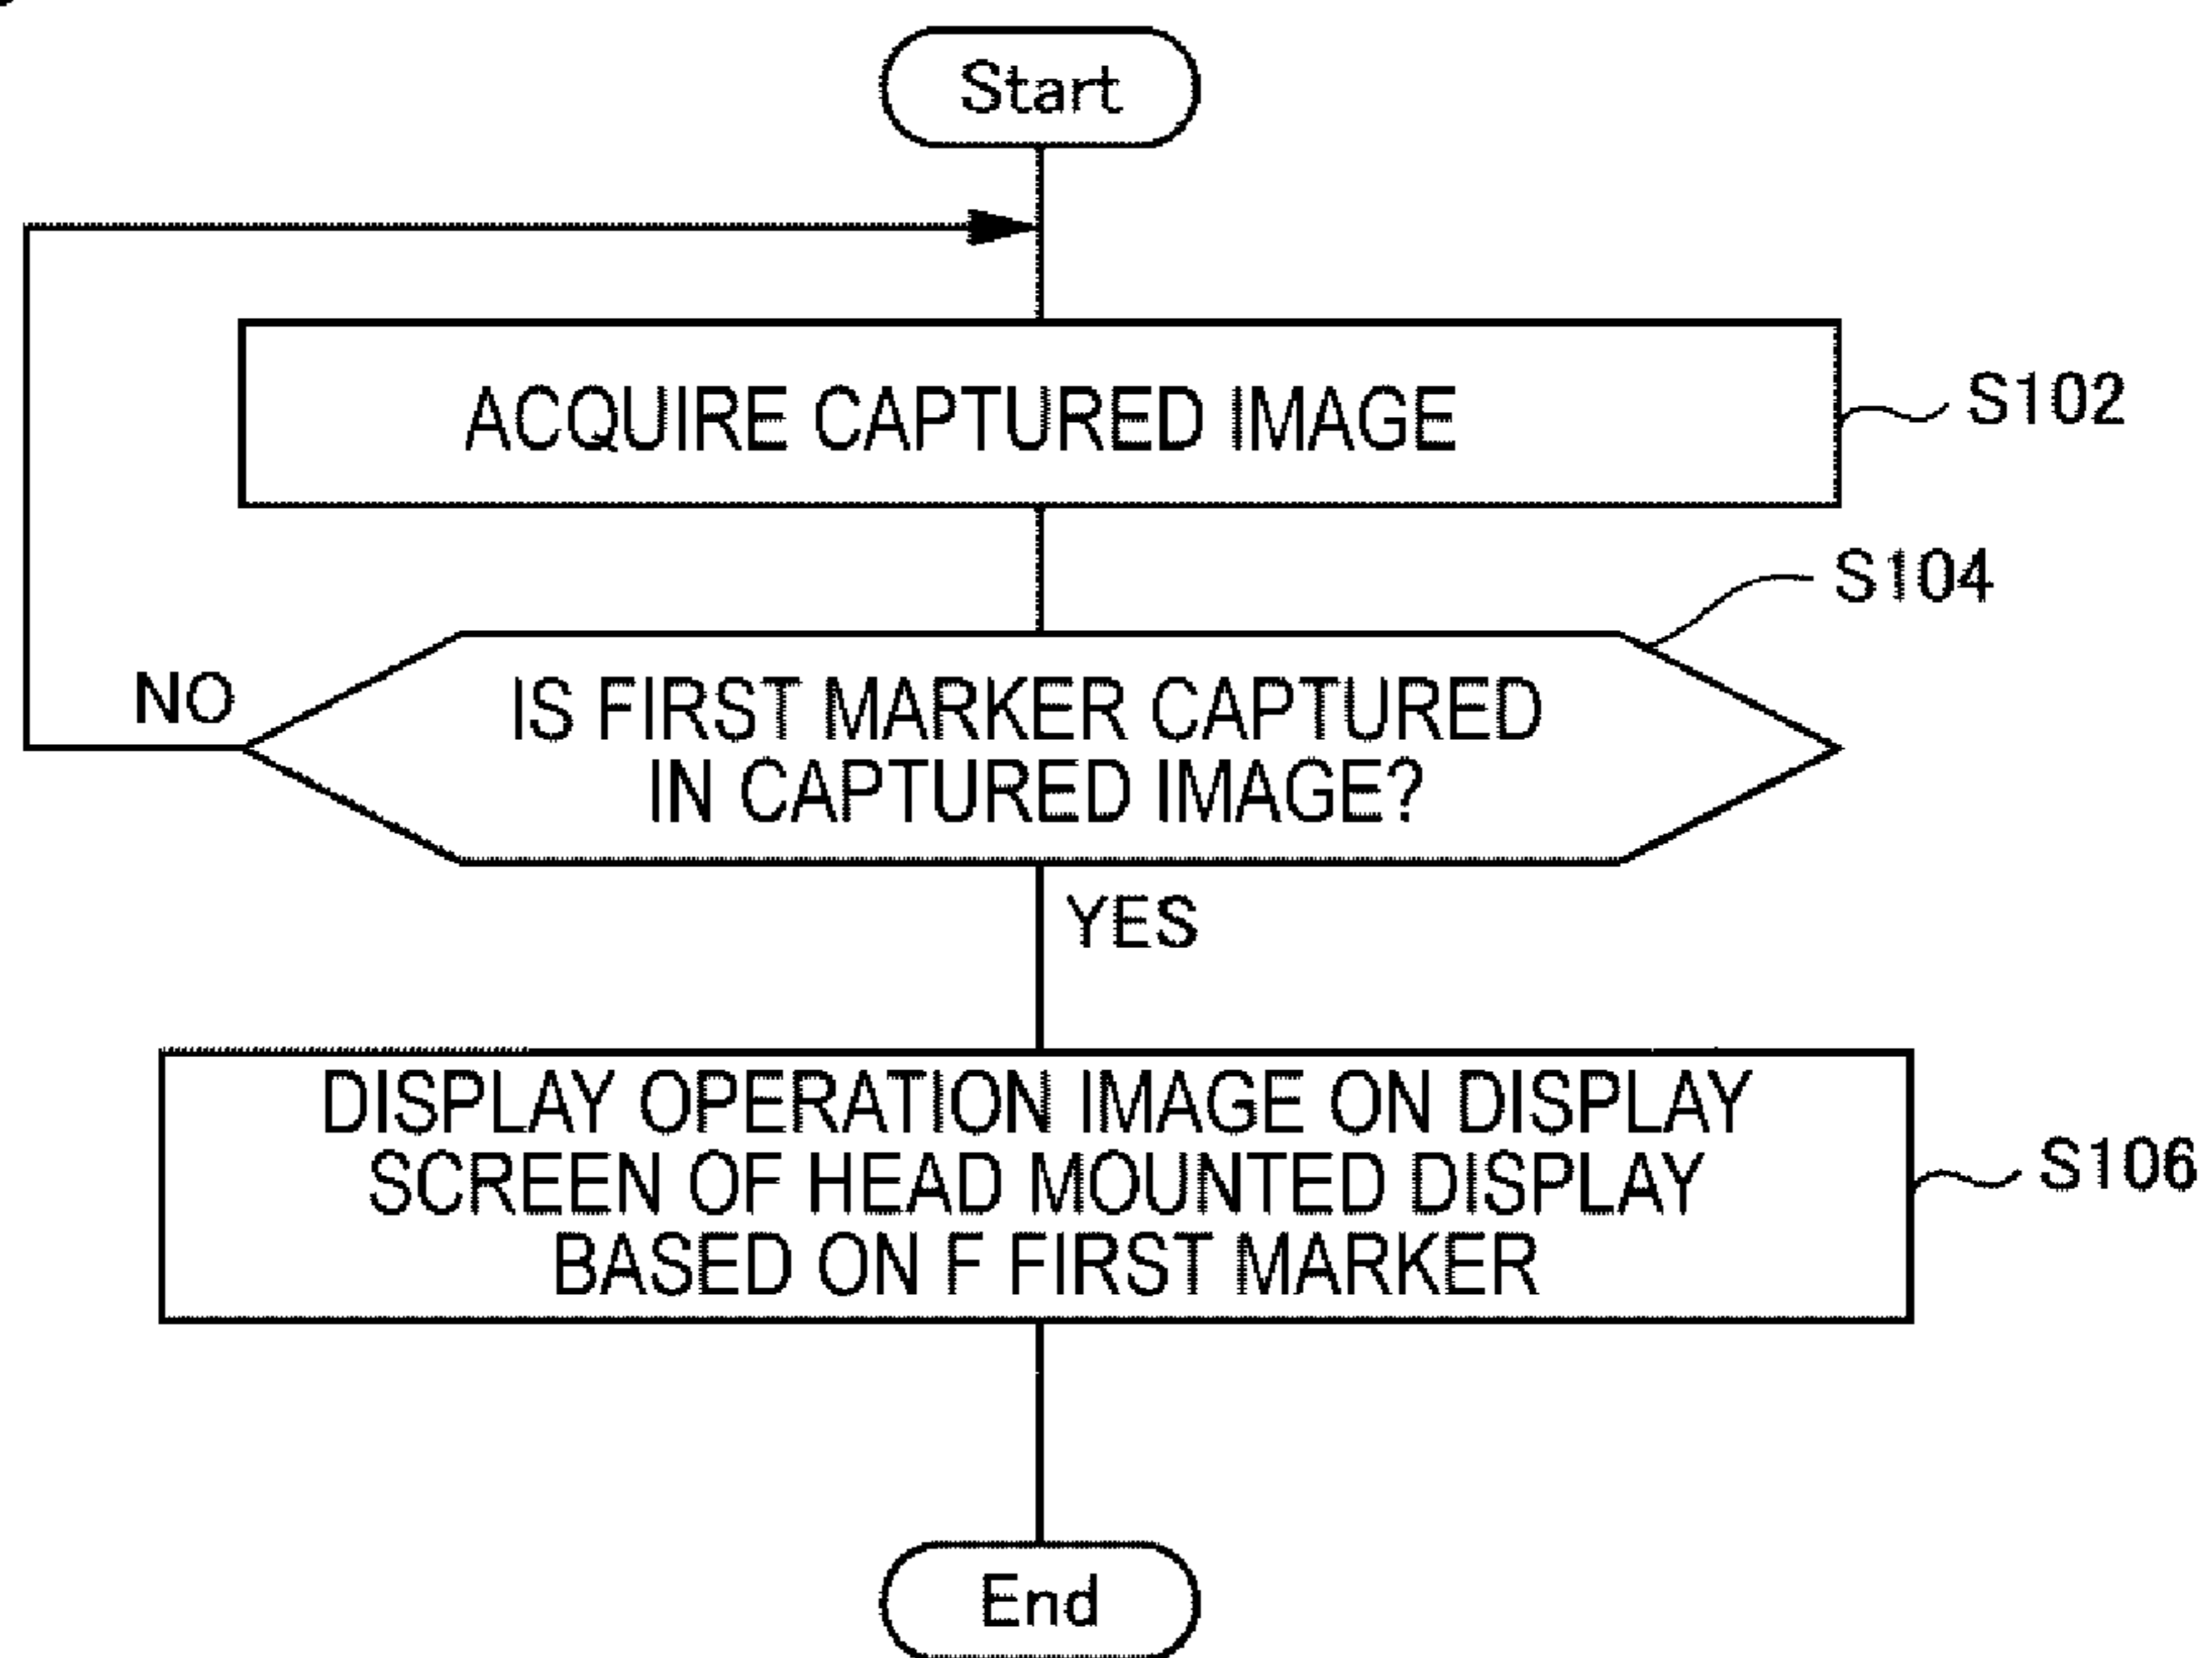 Start
ACQUIRE CAPTURED IMAGE
S102
S104
IS FIRST MARKER CAPTURED
IN CAPTURED IMAGE?
NO
YES
DISPLAY OPERATION IMAGE ON DISPLAY
SCREEN OF HEAD MOUNTED DISPLAY
BASED ON F FIRST MARKER
S106
End